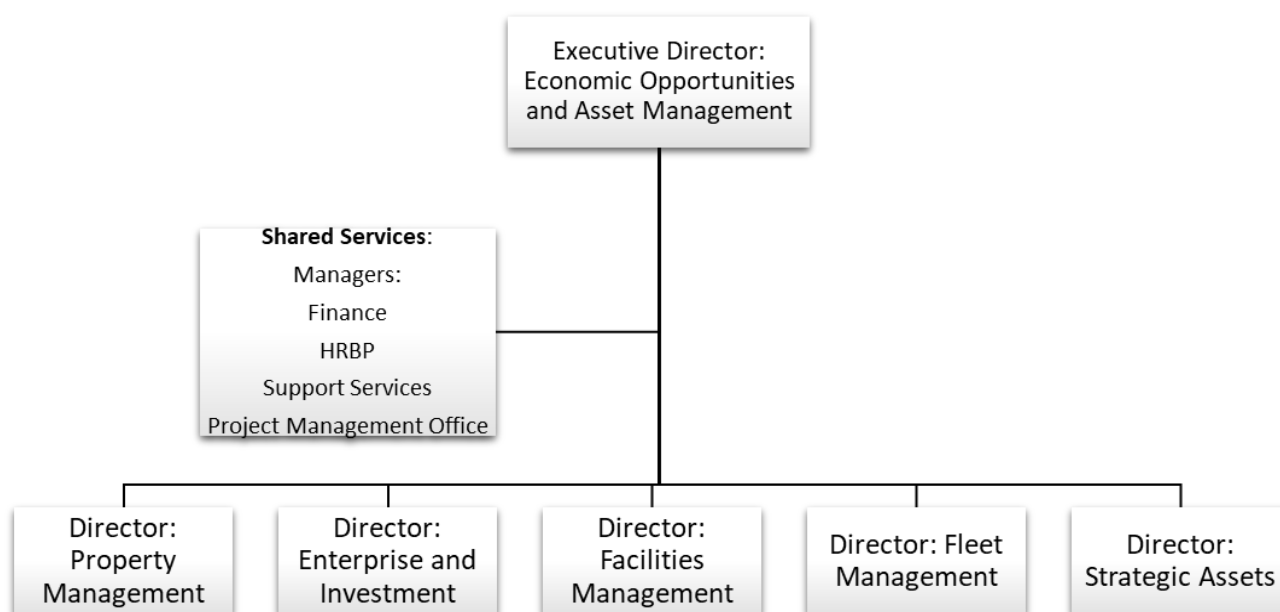 Executive Director:
Economic Opportunities
and Asset Management
Shared Services:
Managers:
Finance
HRBP
Support Services
Project Management Office
Director:
Property
Management
Director:
Enterprise and
Investment
Director:
Facilities
Management
Director: Fleet
Management
Director:
Strategic Assets